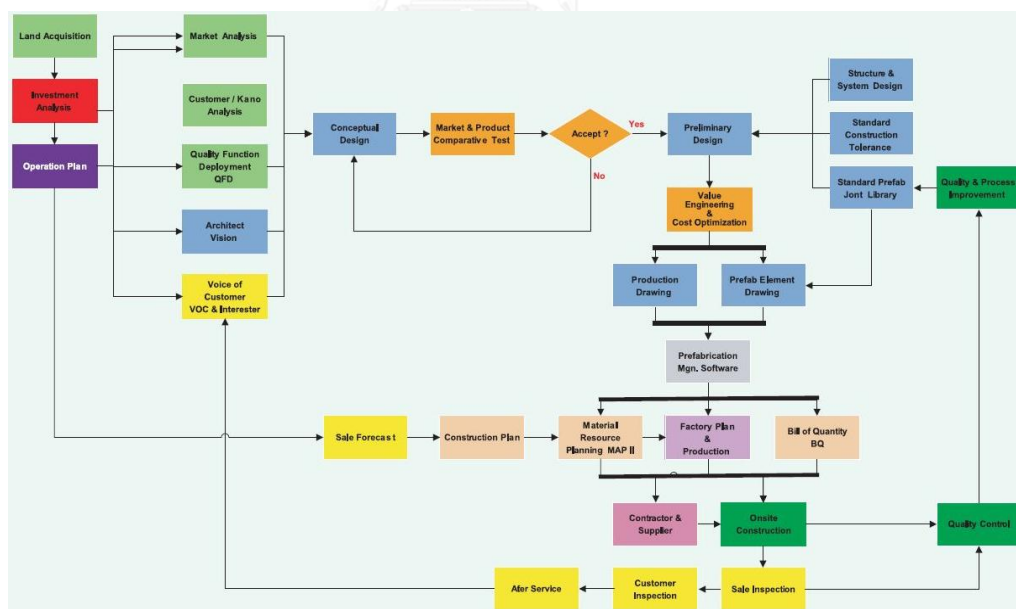 Land Acquisition
Market Analysis
Structure &
System Design
Investment
Analysis
Customer / Kano
Analysis
Conceptual
Design
Market & Product
Comparative Test
Accept ?
Yes
No
Preliminary
Design
Standard
Construction
Tolerance
Operation Plan
Quality Function
Deployment
QFD
Standard Prefab
Jont Library
Quality & Process
Improvement
Value
Engineering
&
Cost Optimization
Architect
Vision
Voice of
Customer
VOC & Interester
Production
Drawing
Prefab Element
Drawing
Prefabrication
Mgn. Software
Sale Forecast
Construction Plan
Material
Resource
Planning MAP II
Factory Plan
&
Production
Bill of Quantity
BQ
Contractor &
Supplier
Onsite
Construction
Quality Control
Afer Service
Customer
Inspection
Sale Inspection